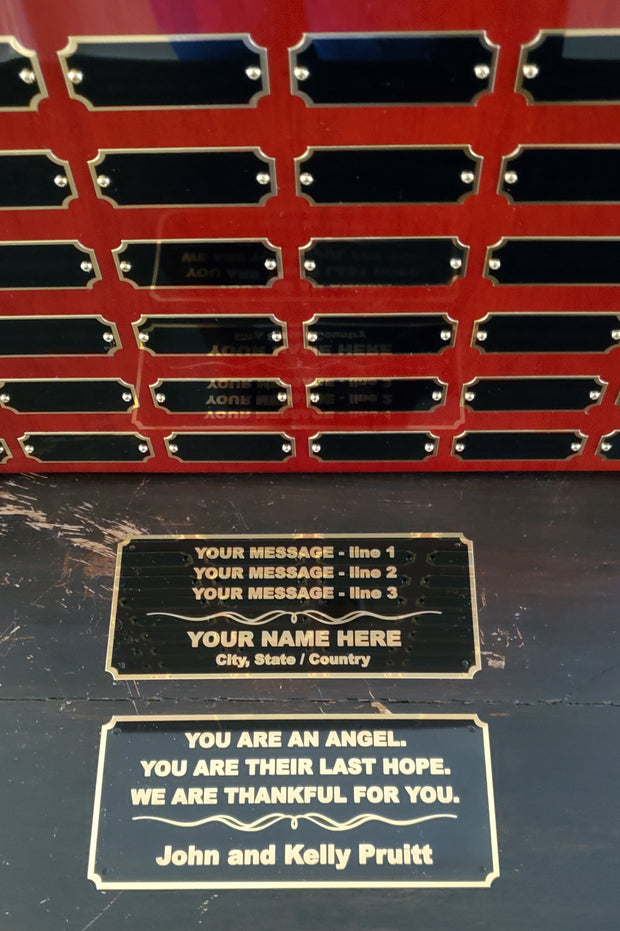 YOUR MESSAGE - line 1
YOUR MESSAGE - line 2
YOUR MESSAGE - line 3
YOUR NAME HERE
City, State / Country
YOU ARE AN ANGEL.
YOU ARE THEIR LAST HOPE.
WE ARE THANKFUL FOR YOU.
John and Kelly Pruitt